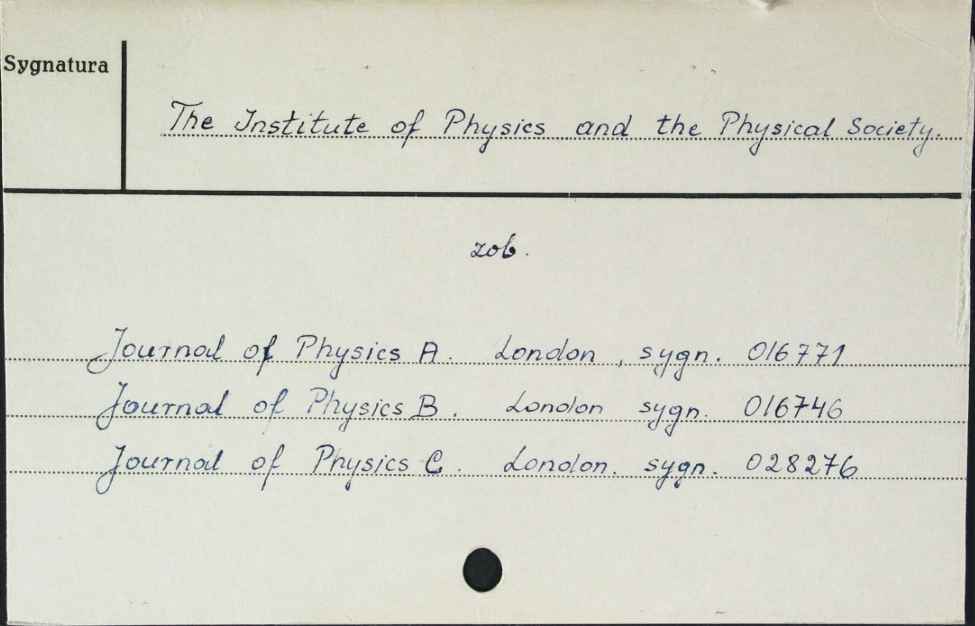 Sygnatura
The Institute of Physics and the Physical Society.
zob.
Journal of Physics A. London, sygn. 016771
Journal of Physics B. London sygn. 016746
Journal of Physics C. London. sygn. 028276